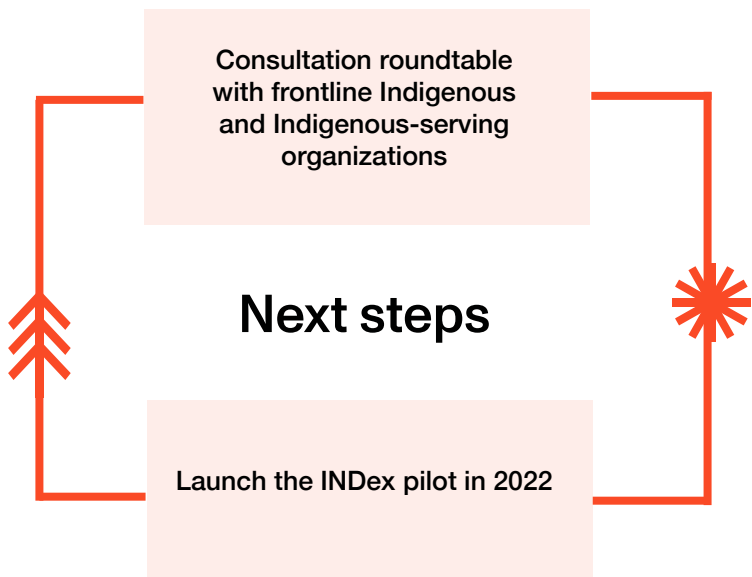 Consultation roundtable
with frontline Indigenous
and Indigenous-serving
organizations
Next steps
Launch the INDex pilot in 2022